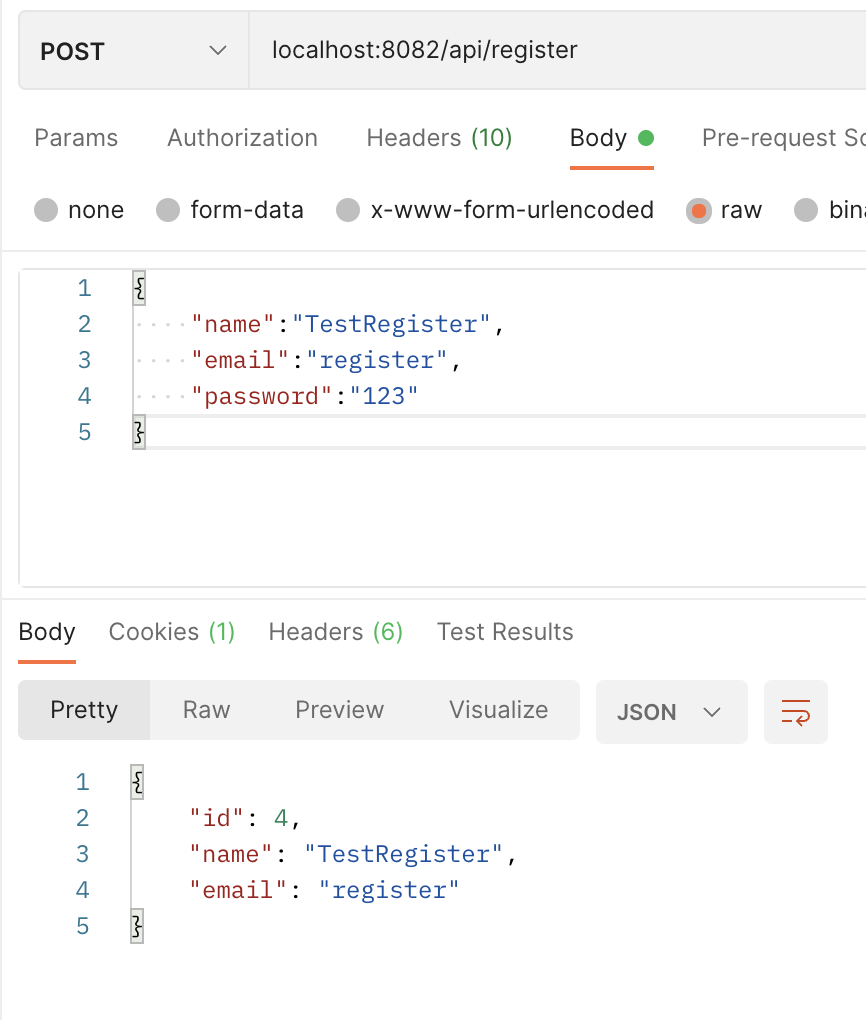 POST localhost:8082/api/register
Params Authorization Headers (10) Body Pre-request Sc
none form-data x-www-form-urlencoded raw bina
1 {
2 "name":"TestRegister",
3 "email":"register",
4 "password":"123"
5 }
Body Cookies (1) Headers (6) Test Results
Pretty Raw Preview Visualize JSON
1 {
2 "id": 4,
3 "name": "TestRegister",
4 "email": "register"
5 }